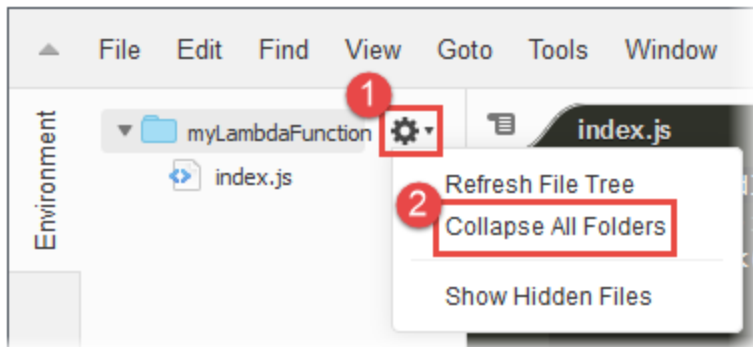 File Edit Find View Goto Tools Window
1
Environment
myLambdaFunction
index.js
index.js
Refresh File Tree
2
Collapse All Folders
Show Hidden Files